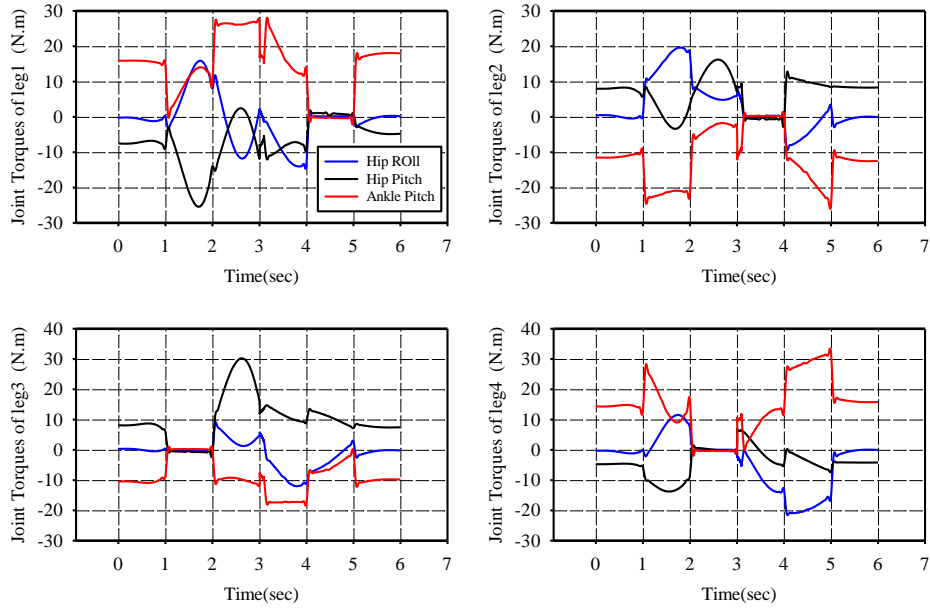 Joint Torques of leg1 (N.m)
30
20
10
0
-10
-20
-30
Hip ROll
Hip Pitch
Ankle Pitch
0 1 2 3 4 5 6 7
Time(sec)
Joint Torques of leg2 (N.m)
30
20
10
0
-10
-20
-30
0 1 2 3 4 5 6 7
Time(sec)
Joint Torques of leg3 (N.m)
40
30
20
10
0
-10
-20
-30
0 1 2 3 4 5 6 7
Time(sec)
Joint Torques of leg4 (N.m)
40
30
20
10
0
-10
-20
-30
0 1 2 3 4 5 6 7
Time(sec)